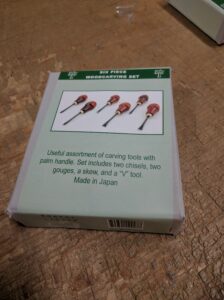 SIX PIECE
WOODCARVING SET
Useful assortment of carving tools with
palm handle. Set includes two chisels, two
gouges, a skew, and a "V" tool.
Made in Japan